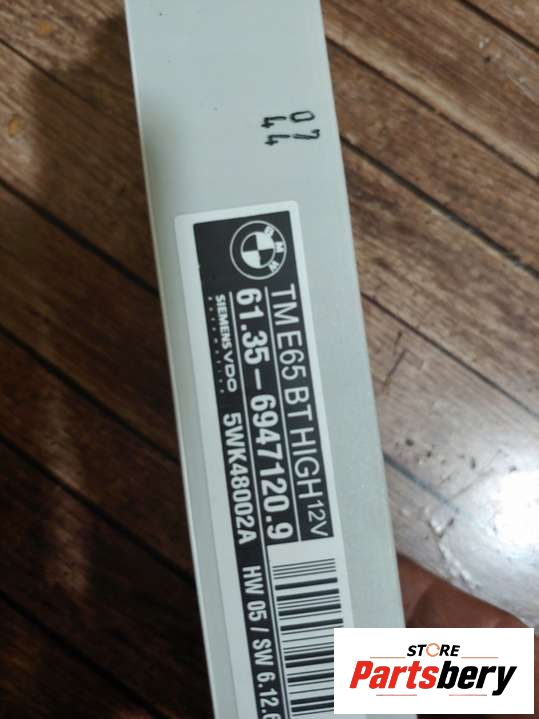 07
44
BMW
TM E65 BT HIGH 12V
61.35-6947120.9
SIEMENS VDO
5WK48002A
HW 05 / SW 6.12.6
STORE
Partsbery